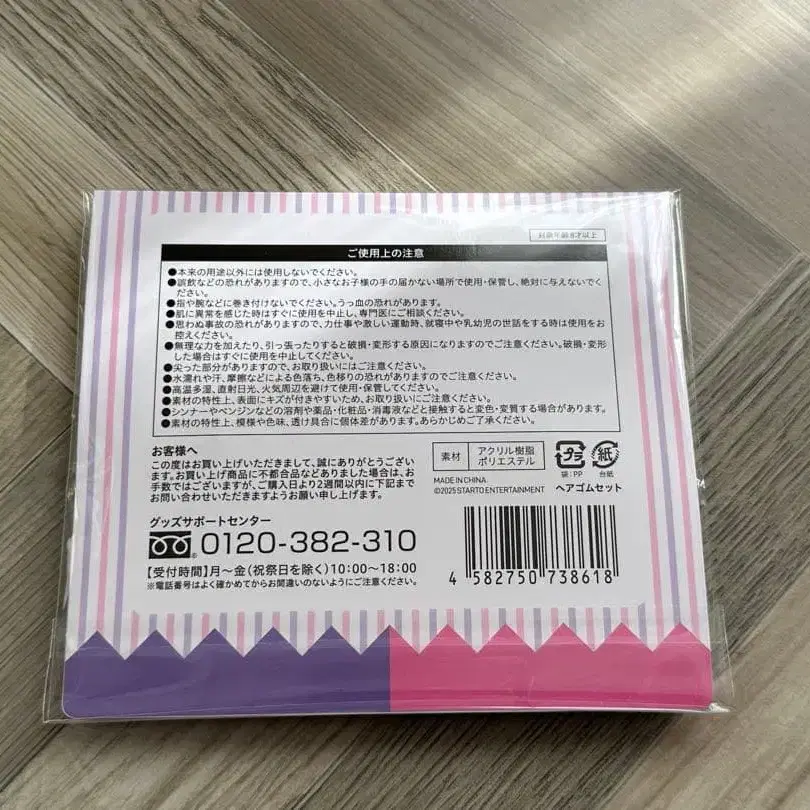 対象年齢8才以上
ご使用上の注意
●本来の用途以外には使用しないでください。
●誤飲などの恐れがありますので、小さなお子様の手の届かない場所で使用・保管し、絶対に与えないでください。
●指や腕などに巻き付けないでください。うっ血の恐れがあります。
●肌に異常を感じた時はすぐに使用を中止し、専門医にご相談ください。
●思わぬ事故の恐れがありますので、力仕事や激しい運動時、就寝中や乳幼児の世話をする時は使用をお
控えください。
●無理な力を加えたり、引っ張ったりすると破損・変形する原因になりますのでご注意ください。破損・変形
した場合はすぐに使用を中止してください。
●尖った部分がありますので、お取り扱いにはご注意ください。
●水濡れや汗、摩擦などによる色落ち、色移りの恐れがありますのでご注意ください。
●高温多湿、直射日光、火気周辺を避けて使用・保管してください。
●素材の特性上、表面にキズが付きやすいため、お取り扱いにご注意ください。
●シンナーやベンジンなどの溶剤や薬品・化粧品・消毒液などと接触すると変色・変質する場合があります。
●素材の特性上、模様や色味、透け具合に個体差があります。あらかじめご了承ください。
お客様へ
この度はお買い上げいただきまして、誠にありがとうござい
ます。お買い上げ商品に不都合品などありました場合は、お
手数ではございますが、ご購入日より2週間以内に下記まで
お問い合わせいただきますようお願い申し上げます。
素材
アクリル樹脂
ポリエステル
プラ
袋:PP
紙
台紙
MADE IN CHINA
©2025 STARTO ENTERTAINMENT
ヘアゴムセット
グッズサポートセンター
0120-382-310
【受付時間】月〜金(祝祭日を除く)10:00〜18:00
※電話番号はよく確かめてからお間違いのないようにご注意ください。
4 582750 738618